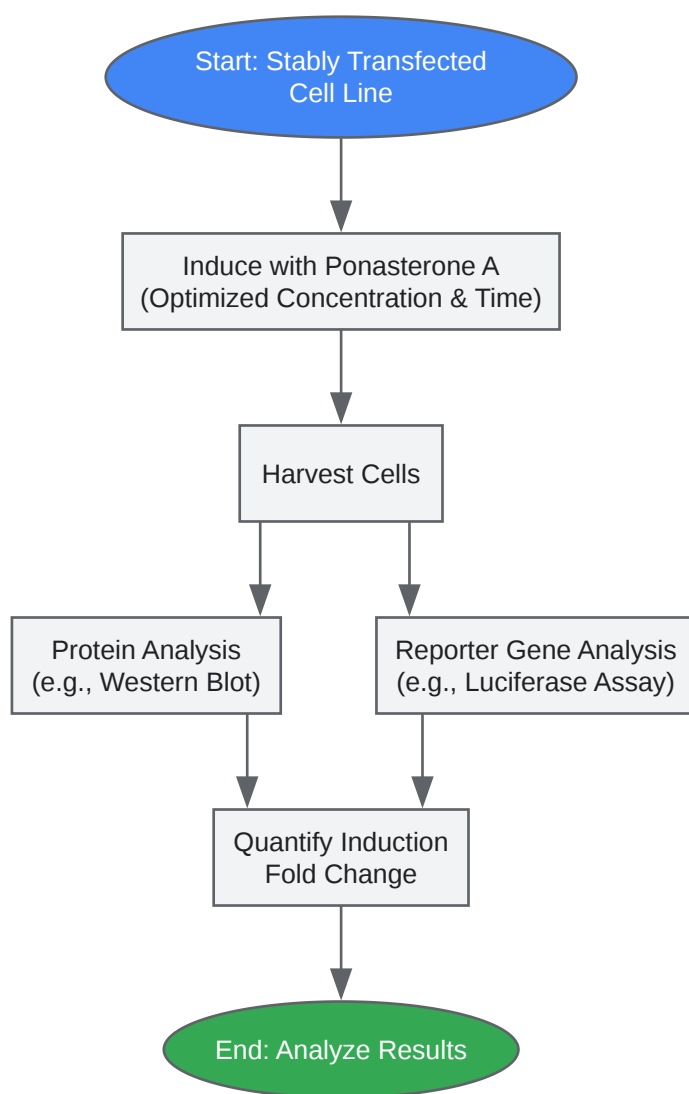 Start: Stably Transfected
Cell Line
Induce with Ponasterone A
(Optimized Concentration & Time)
Harvest Cells
Protein Analysis
(e.g., Western Blot)
Reporter Gene Analysis
(e.g., Luciferase Assay)
Quantify Induction
Fold Change
End: Analyze Results